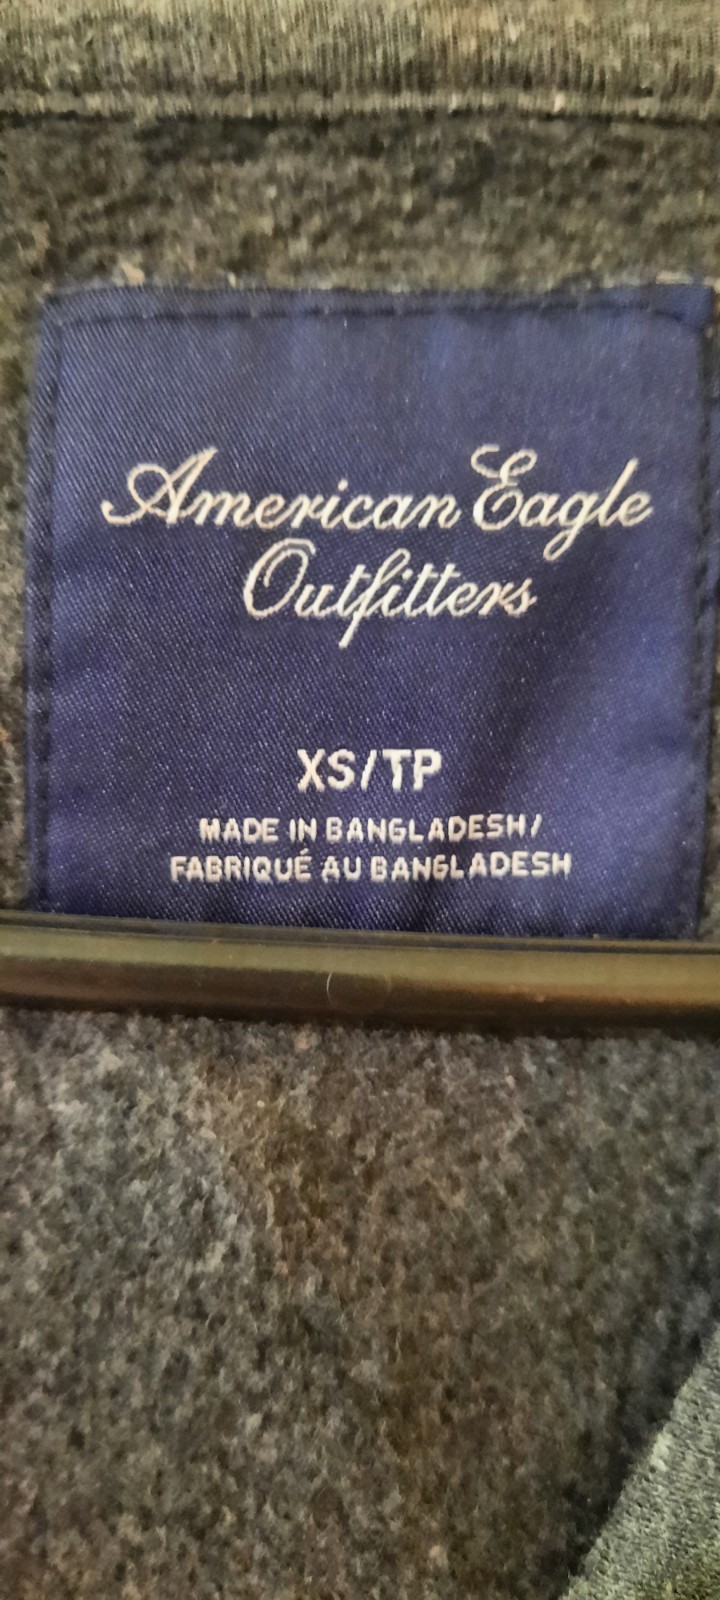 American Eagle
Outfitters
XS/TP
MADE IN BANGLADESH/
FABRIQUÉ AU BANGLADESH